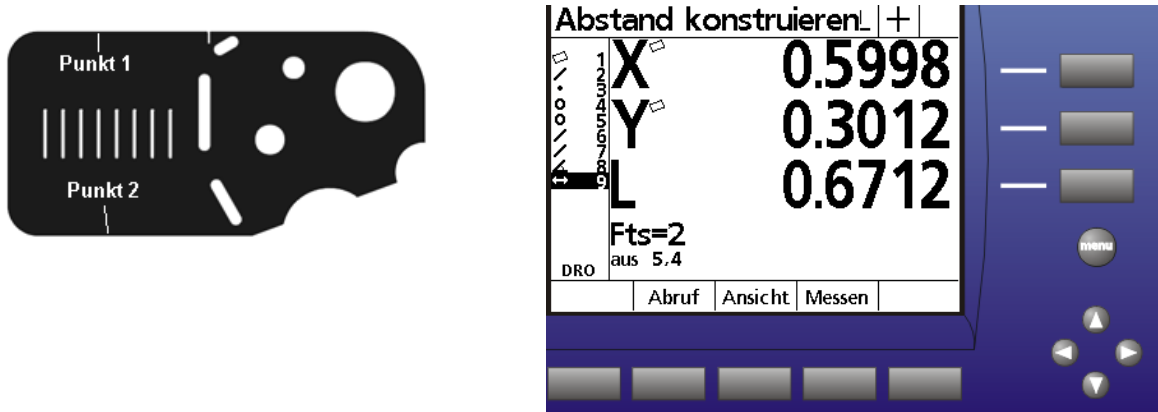 Punkt 1
Punkt 2
Abstand konstruieren L +
1
2
3
4
5
6
7
8
9
X 0.5998
Y 0.3012
L 0.6712
Fts=2
aus 5,4
DRO
Abruf Ansicht Messen
menu